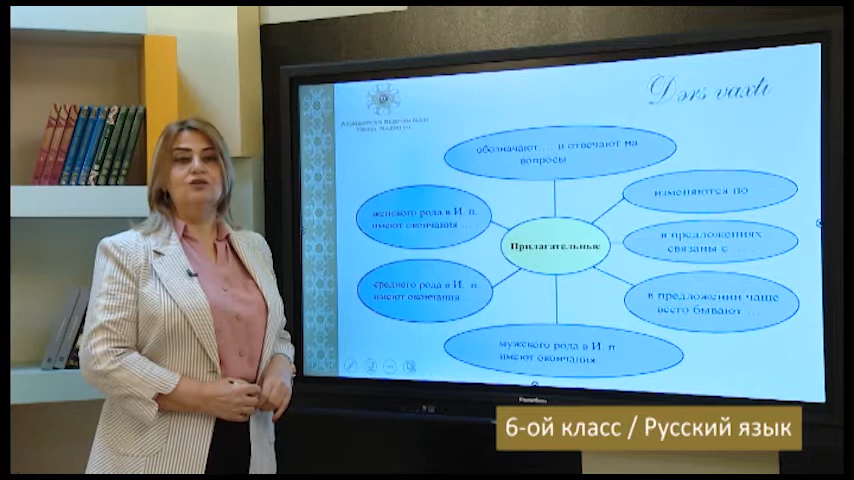 Dərs vaxtı
обозначают … и отвечают на
вопросы
женского рода в И. п.
имеют окончания …
изменяются по
Прилагательные
в предложениях
связаны с …
среднего рода в И. п.
имеют окончания
в предложении чаще
всего бывают …
мужского рода в И. п
имеют окончания
6-ой класс / Русский язык